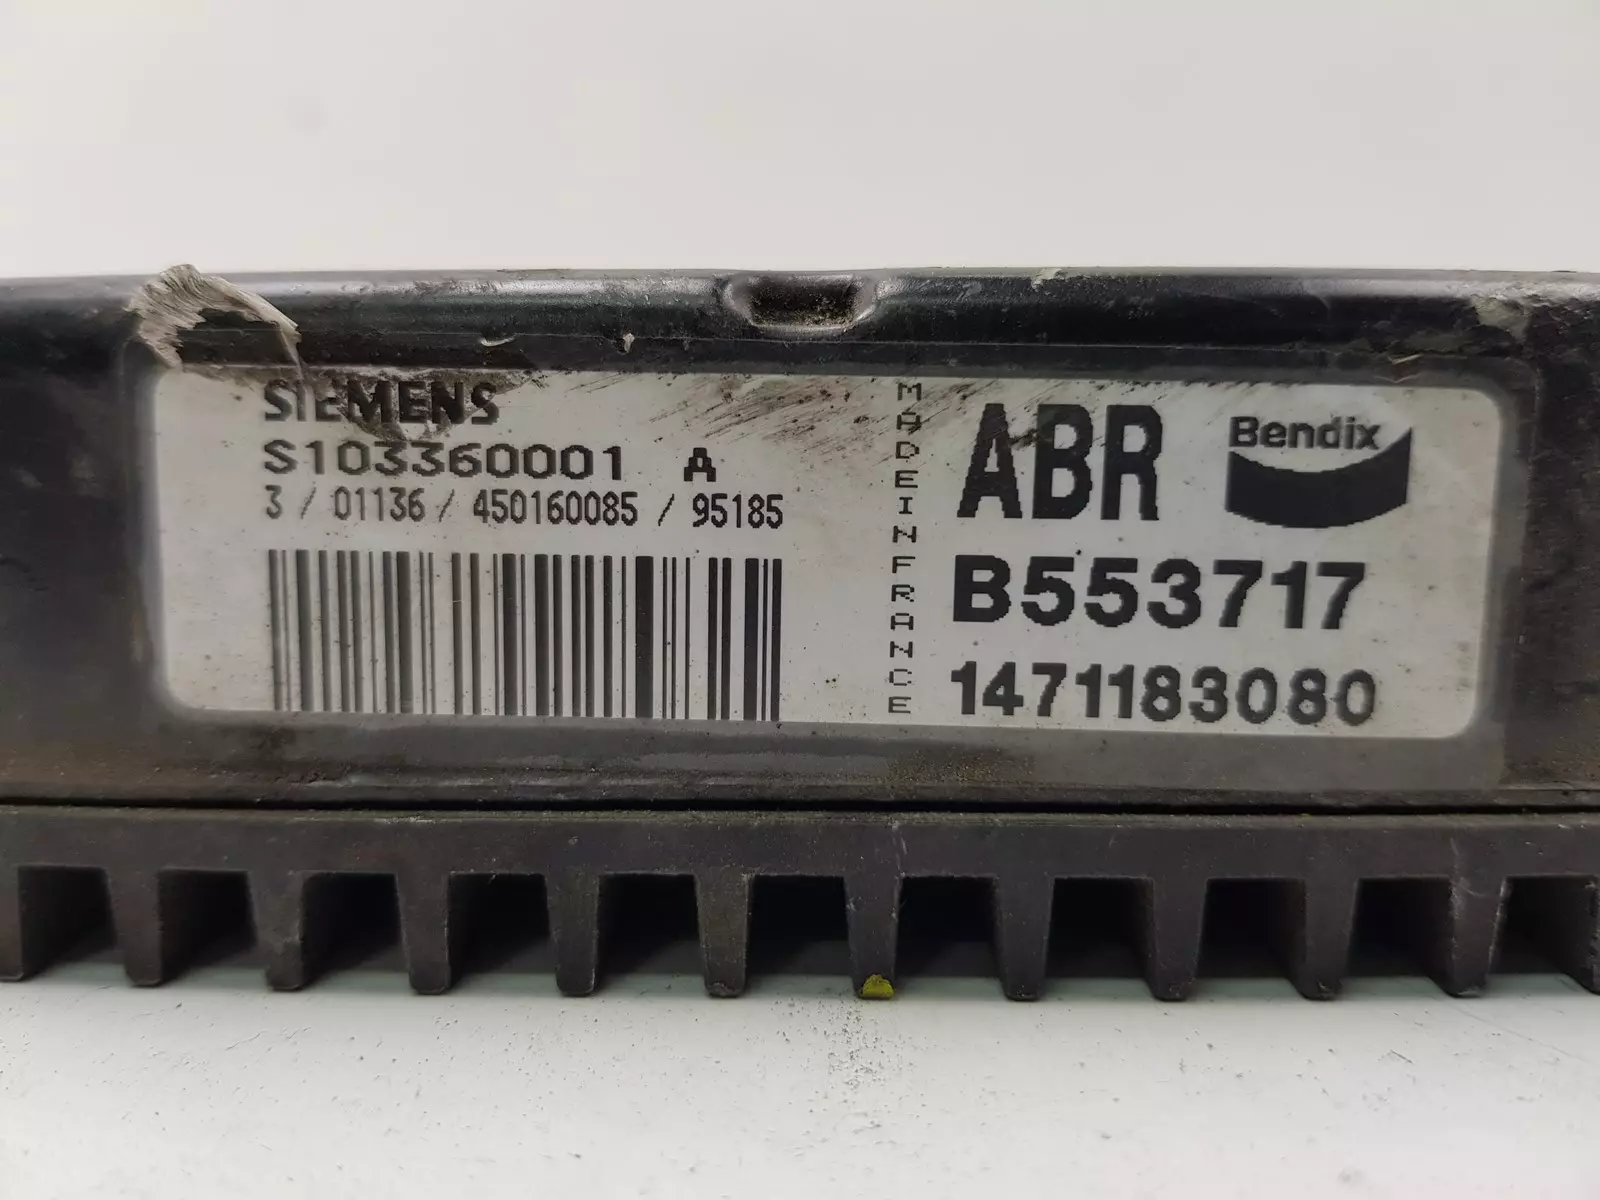 SIEMENS
S103360001 A
3 / 01136 / 450160085 / 95185
MADE IN FRANCE
ABR
Bendix
B553717
1471183080